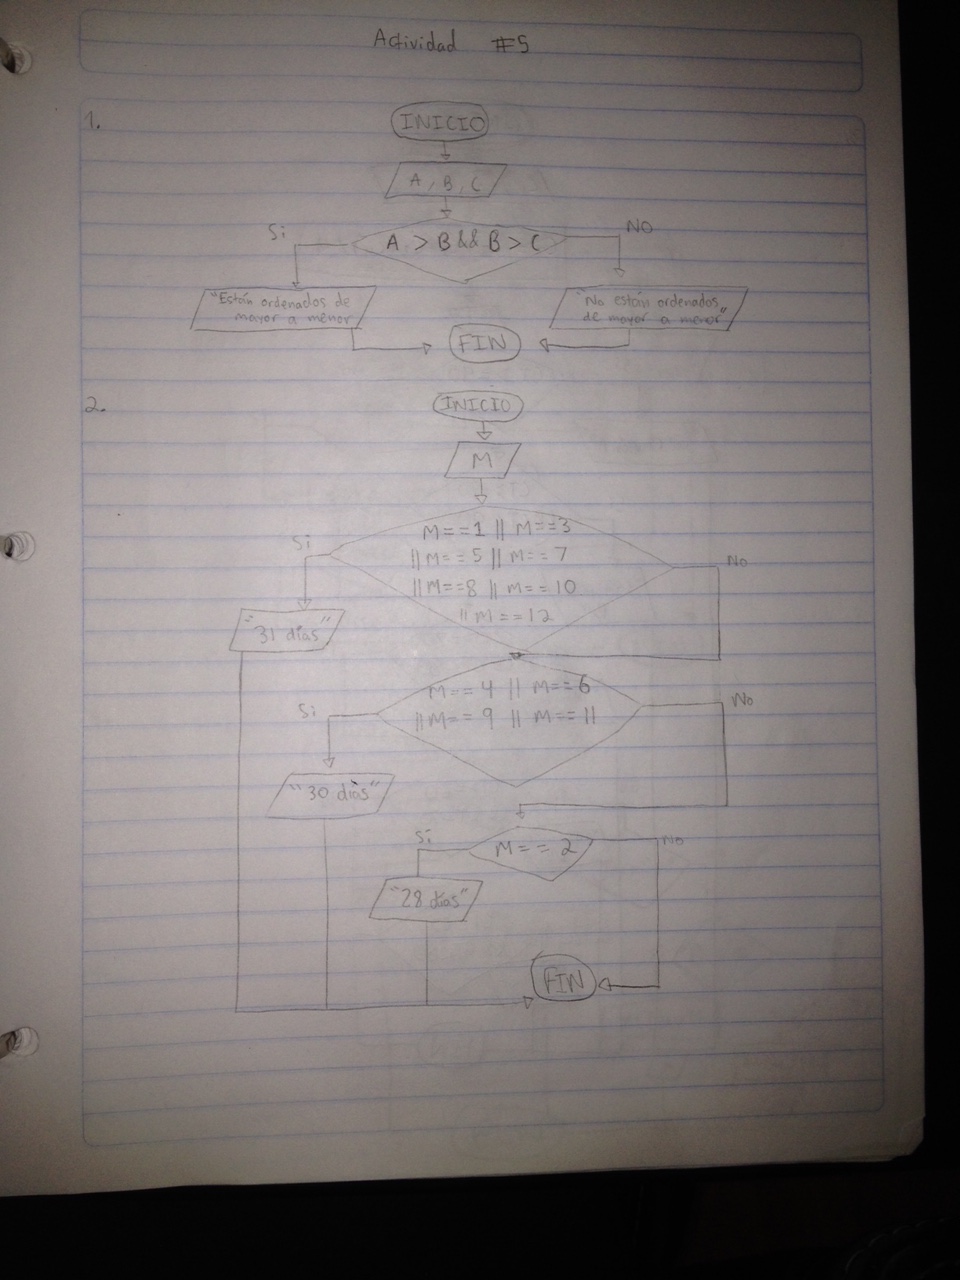 Actividad #5
1.
INICIO
A, B, C
Si
A > B && B > C
NO
"Están ordenados de
mayor a menor
"No están ordenados
de mayor a menor"
FIN
2.
INICIO
M
M==1 || M==3
|| M==5 || M==7
|| M==8 || M==10
|| M==12
Si
No
"31 días"
M==4 || M==6
|| M==9 || M==11
Si
No
"30 días"
M==2
Si
No
"28 días"
FIN